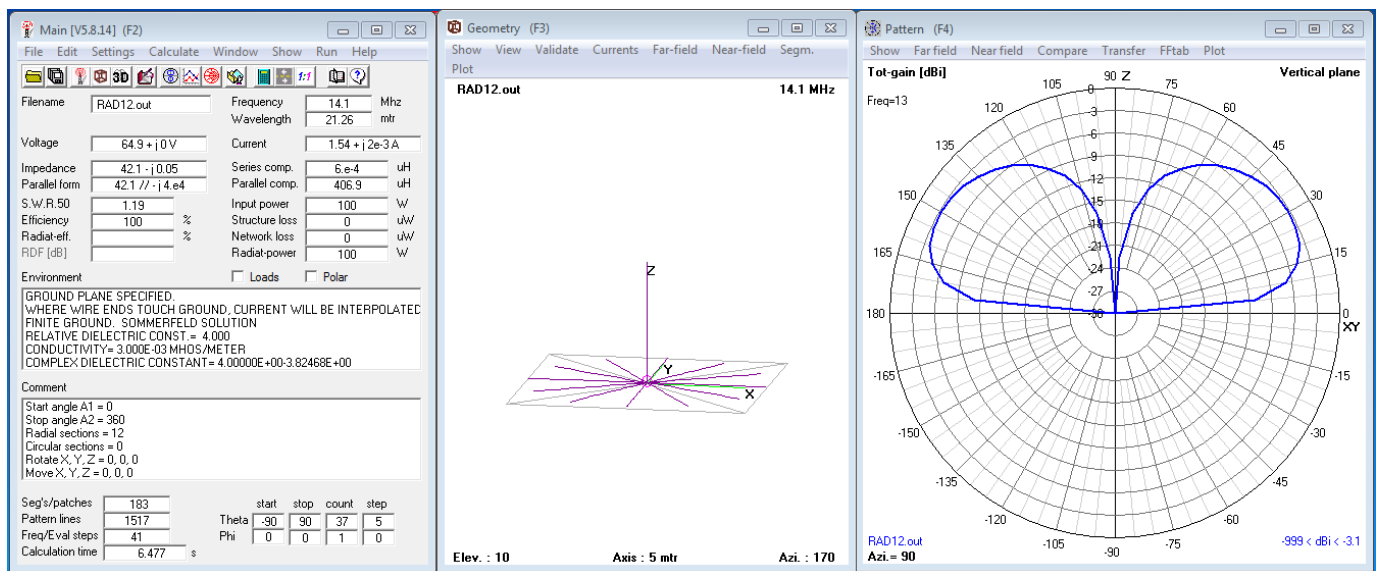 Main [V5.8.14] (F2)
File Edit Settings Calculate Window Show Run Help
3D 1:1
Filename RAD12.out Frequency 14.1 Mhz
Wavelength 21.26 mtr
Voltage 64.9 + j 0 V Current 1.54 + j 2e-3 A
Impedance 42.1 - j 0.05 Series comp. 6.e-4 uH
Parallel form 42.1 // - j 4.e4 Parallel comp. 406.9 uH
S.W.R.50 1.19 Input power 100 W
Efficiency 100 % Structure loss 0 uW
Radiat-eff. % Network loss 0 uW
RDF [dB] Radiat-power 100 W
Environment Loads Polar
GROUND PLANE SPECIFIED.
WHERE WIRE ENDS TOUCH GROUND, CURRENT WILL BE INTERPOLATED
FINITE GROUND. SOMMERFELD SOLUTION
RELATIVE DIELECTRIC CONST.= 4.000
CONDUCTIVITY= 3.000E-03 MHOS/METER
COMPLEX DIELECTRIC CONSTANT= 4.00000E+00-3.82468E+00
Comment
Start angle A1 = 0
Stop angle A2 = 360
Radial sections = 12
Circular sections = 0
Rotate X, Y, Z = 0, 0, 0
Move X, Y, Z = 0, 0, 0
Seg's/patches 183 start stop count step
Pattern lines 1517 Theta -90 90 37 5
Freq/Eval steps 41 Phi 0 0 1 0
Calculation time 6.477 s
Geometry (F3)
Show View Validate Currents Far-field Near-field Segm.
Plot
RAD12.out 14.1 MHz
Z
Y
X
Elev. : 10 Axis : 5 mtr Azi. : 170
Pattern (F4)
Show Far field Near field Compare Transfer FFtab Plot
Tot-gain [dBi] 90 Z Vertical plane
105 75
Freq=13
120 60
135 45
150 30
165 15
180 0
XY
-165 -15
-150 -30
-135 -45
-120 -60
-105 -90 -75
0
-3
-6
-9
-12
-15
-18
-21
-24
-27
-30
RAD12.out -999 < dBi < -3.1
Azi.= 90